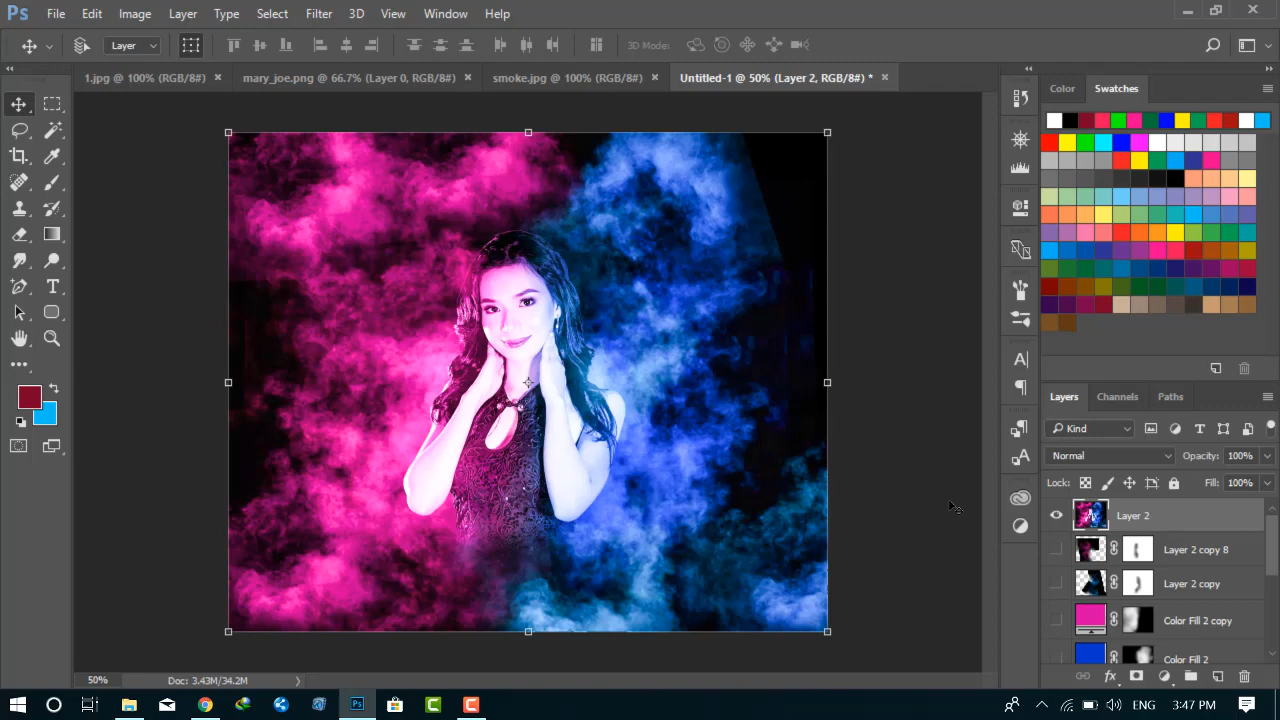 Ps File Edit Image Layer Type Select Filter 3D View Window Help
Layer 3D Mode:
1.jpg @ 100% (RGB/8#) × mary_joe.png @ 66.7% (Layer 0, RGB/8#) × smoke.jpg @ 100% (RGB/8#) × Untitled-1 @ 50% (Layer 2, RGB/8#) * ×
Color Swatches
Layers Channels Paths
Kind
Normal Opacity: 100%
Lock: Fill: 100%
Layer 2
Layer 2 copy 8
Layer 2 copy
Color Fill 2 copy
Color Fill 2
50% Doc: 3.43M/34.2M
ENG 3:47 PM